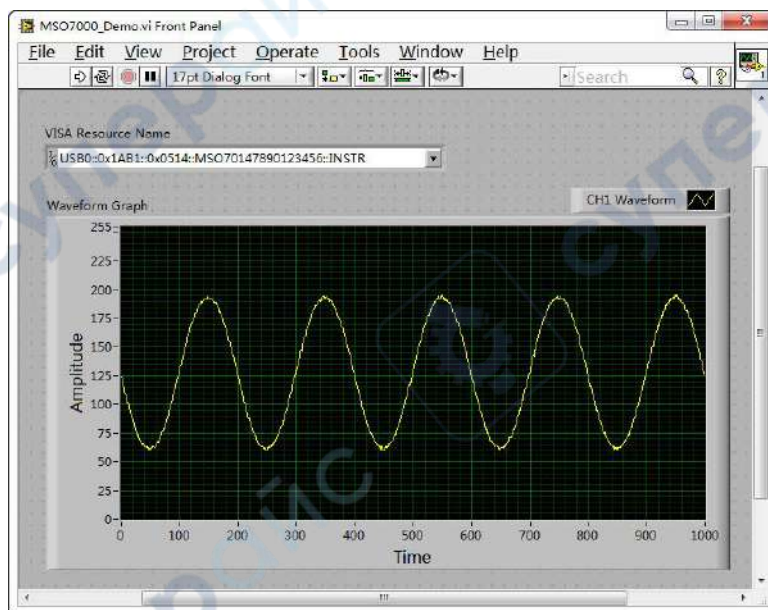 MSO7000_Demo.vi Front Panel
File Edit View Project Operate Tools Window Help
17pt Dialog Font
Search
VISA Resource Name
USB0::0x1AB1::0x0514::MSO70147890123456::INSTR
Waveform Graph
CH1 Waveform
255
225
200
175
150
125
100
75
50
25
0
Amplitude
0 100 200 300 400 500 600 700 800 900 1000
Time